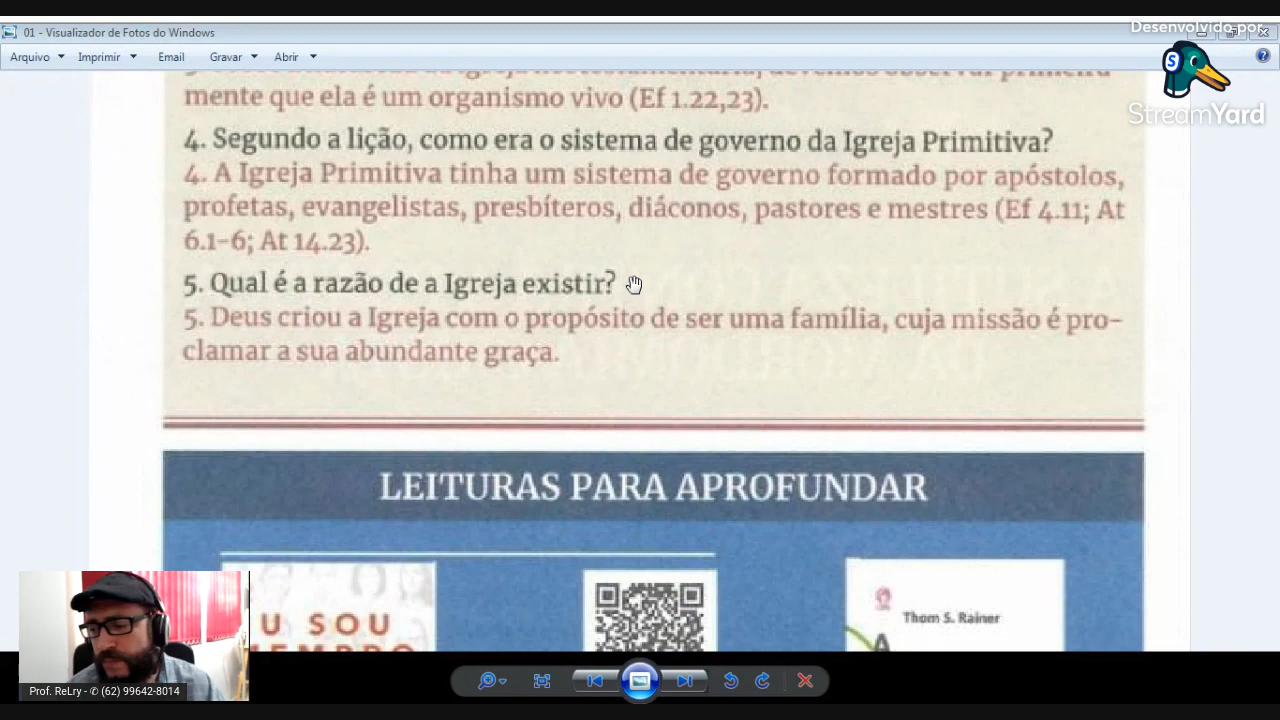 01 - Visualizador de Fotos do Windows
Desenvolvido por
Arquivo Imprimir Email Gravar Abrir
StreamYard
mente que ela é um organismo vivo (Ef 1.22,23).
4. Segundo a lição, como era o sistema de governo da Igreja Primitiva?
4. A Igreja Primitiva tinha um sistema de governo formado por apóstolos,
profetas, evangelistas, presbíteros, diáconos, pastores e mestres (Ef 4.11; At
6.1-6; At 14.23).
5. Qual é a razão de a Igreja existir?
5. Deus criou a Igreja com o propósito de ser uma família, cuja missão é pro-
clamar a sua abundante graça.
LEITURAS PARA APROFUNDAR
U SOU
Thom S. Rainer
A
Prof. ReLry - ✆ (62) 99642-8014